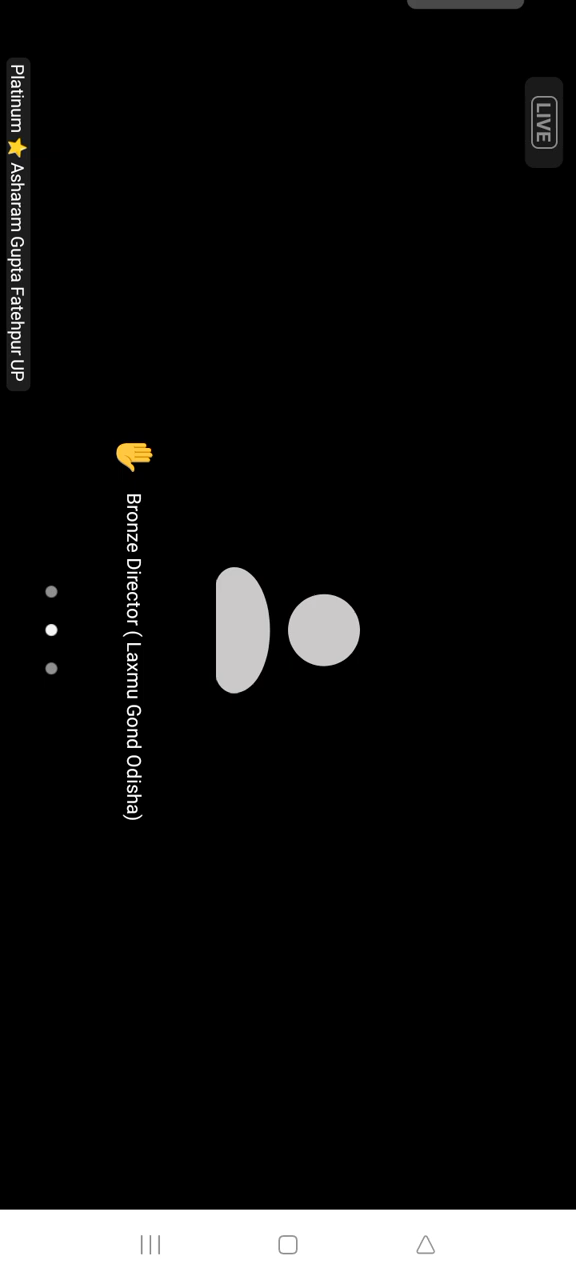 LIVE
👋 Bronze Director ( Laxmu Gond Odisha)
Platinum ⭐ Asharam Gupta Fatehpur UP